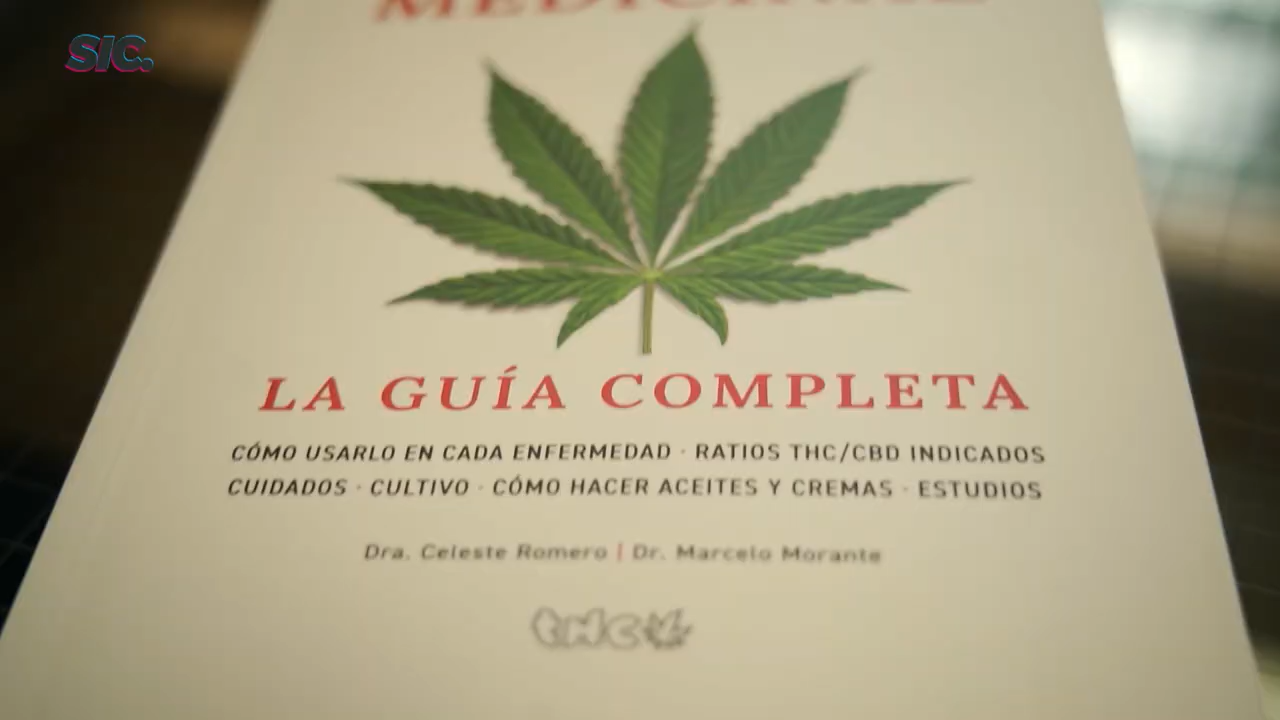 SIC.
MEDICINAL
LA GUÍA COMPLETA
CÓMO USARLO EN CADA ENFERMEDAD · RATIOS THC/CBD INDICADOS
CUIDADOS · CULTIVO · CÓMO HACER ACEITES Y CREMAS · ESTUDIOS
Dra. Celeste Romero | Dr. Marcelo Morante
THC